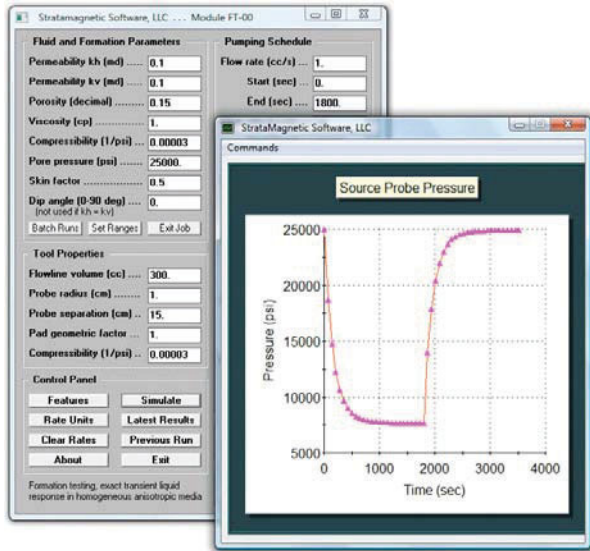 Stratamagnetic Software, LLC ... Module FT-00
Fluid and Formation Parameters
Permeability kh (md) ..... 0.1
Permeability kv (md) ..... 0.1
Porosity (decimal) ......... 0.15
Viscosity (cp) ................. 1.
Compressibility (1/psi) .. 0.00003
Pore pressure (psi) ....... 25000.
Skin factor .................... 0.5
Dip angle (0-90 deg) .... 0.
(not used if kh = kv)
Batch Runs Set Ranges Exit Job
Tool Properties
Flowline volume (cc) .... 300.
Probe radius (cm) ........ 1.
Probe separation (cm) .. 15.
Pad geometric factor ... 1.
Compressibility (1/psi) .. 0.00003
Control Panel
Features Simulate
Rate Units Latest Results
Clear Rates Previous Run
About Exit
Formation testing, exact transient liquid
response in homogeneous anisotropic media
Pumping Schedule
Flow rate (cc/s) .... 1.
Start (sec) ... 0.
End (sec) .... 1800.
StrataMagnetic Software, LLC
Commands
Source Probe Pressure
Pressure (psi)
25000
20000
15000
10000
5000
0 1000 2000 3000 4000
Time (sec)